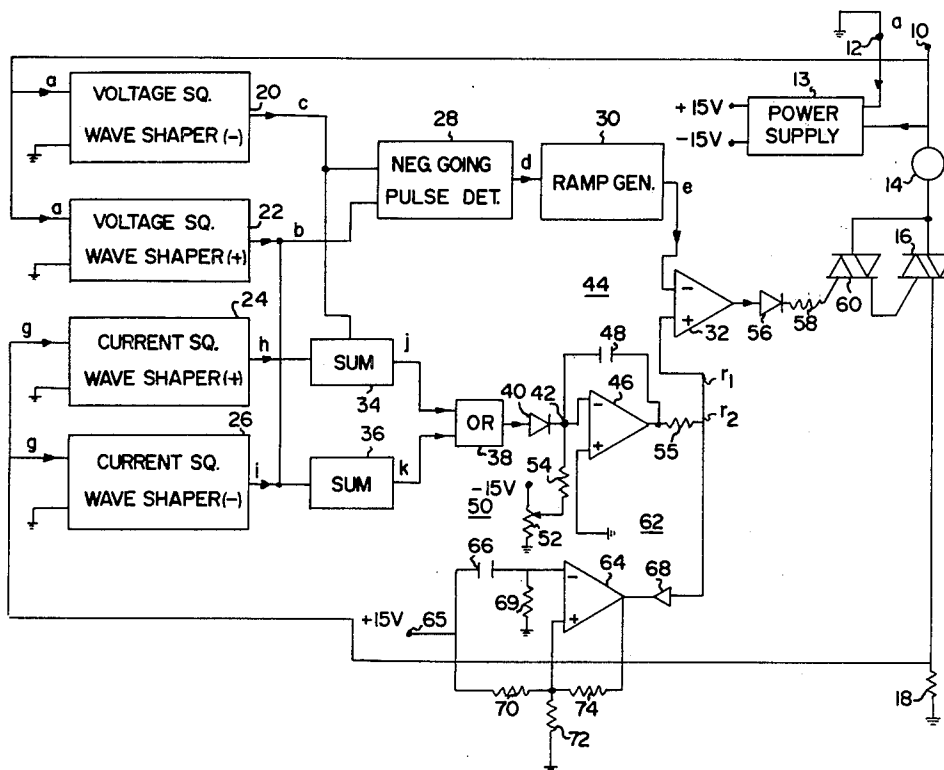 a
10
12
13
+15V
-15V
POWER
SUPPLY
14
a
VOLTAGE SQ.
WAVE SHAPER (-)
20
c
28
NEG. GOING
PULSE DET.
d
30
RAMP GEN.
e
a
VOLTAGE SQ.
WAVE SHAPER (+)
22
b
16
60
44
-
+
32
56
58
g
CURRENT SQ.
WAVE SHAPER (+)
24
h
SUM
34
j
48
r1
r2
40
42
46
-
+
OR
38
55
g
CURRENT SQ.
WAVE SHAPER (-)
26
i
36
SUM
k
54
-15V
50
52
62
66
64
68
69
-
+
+15V
65
70
74
72
18